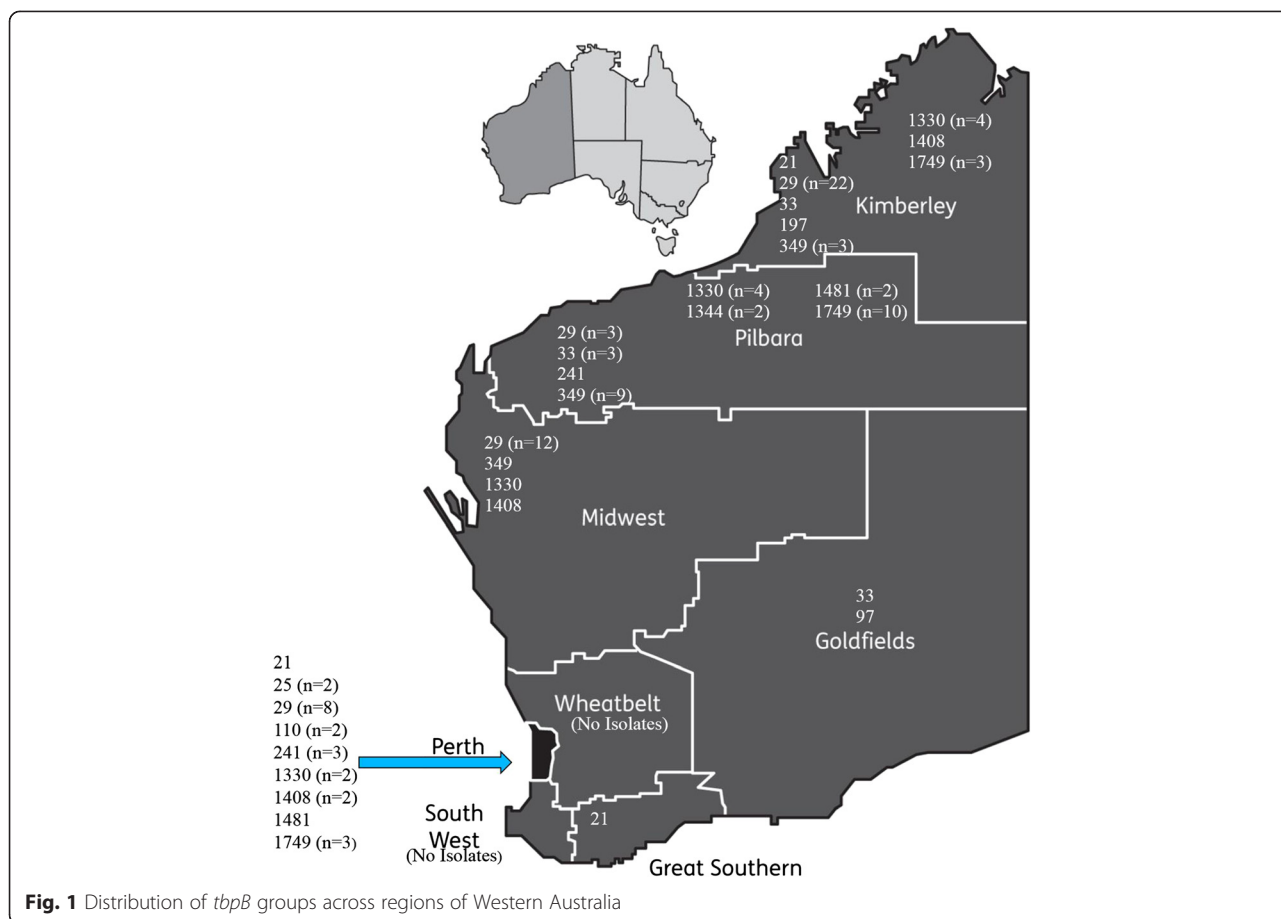 1330 (n=4)
1408
1749 (n=3)
21
29 (n=22)
33
197
349 (n=3)
Kimberley
1330 (n=4)
1344 (n=2)
1481 (n=2)
1749 (n=10)
Pilbara
29 (n=3)
33 (n=3)
241
349 (n=9)
29 (n=12)
349
1330
1408
Midwest
33
97
Goldfields
Wheatbelt
(No Isolates)
21
25 (n=2)
29 (n=8)
110 (n=2)
241 (n=3)
1330 (n=2)
1408 (n=2)
1481
1749 (n=3)
Perth
South
West
(No Isolates)
21
Great Southern
Fig. 1 Distribution of tbpB groups across regions of Western Australia